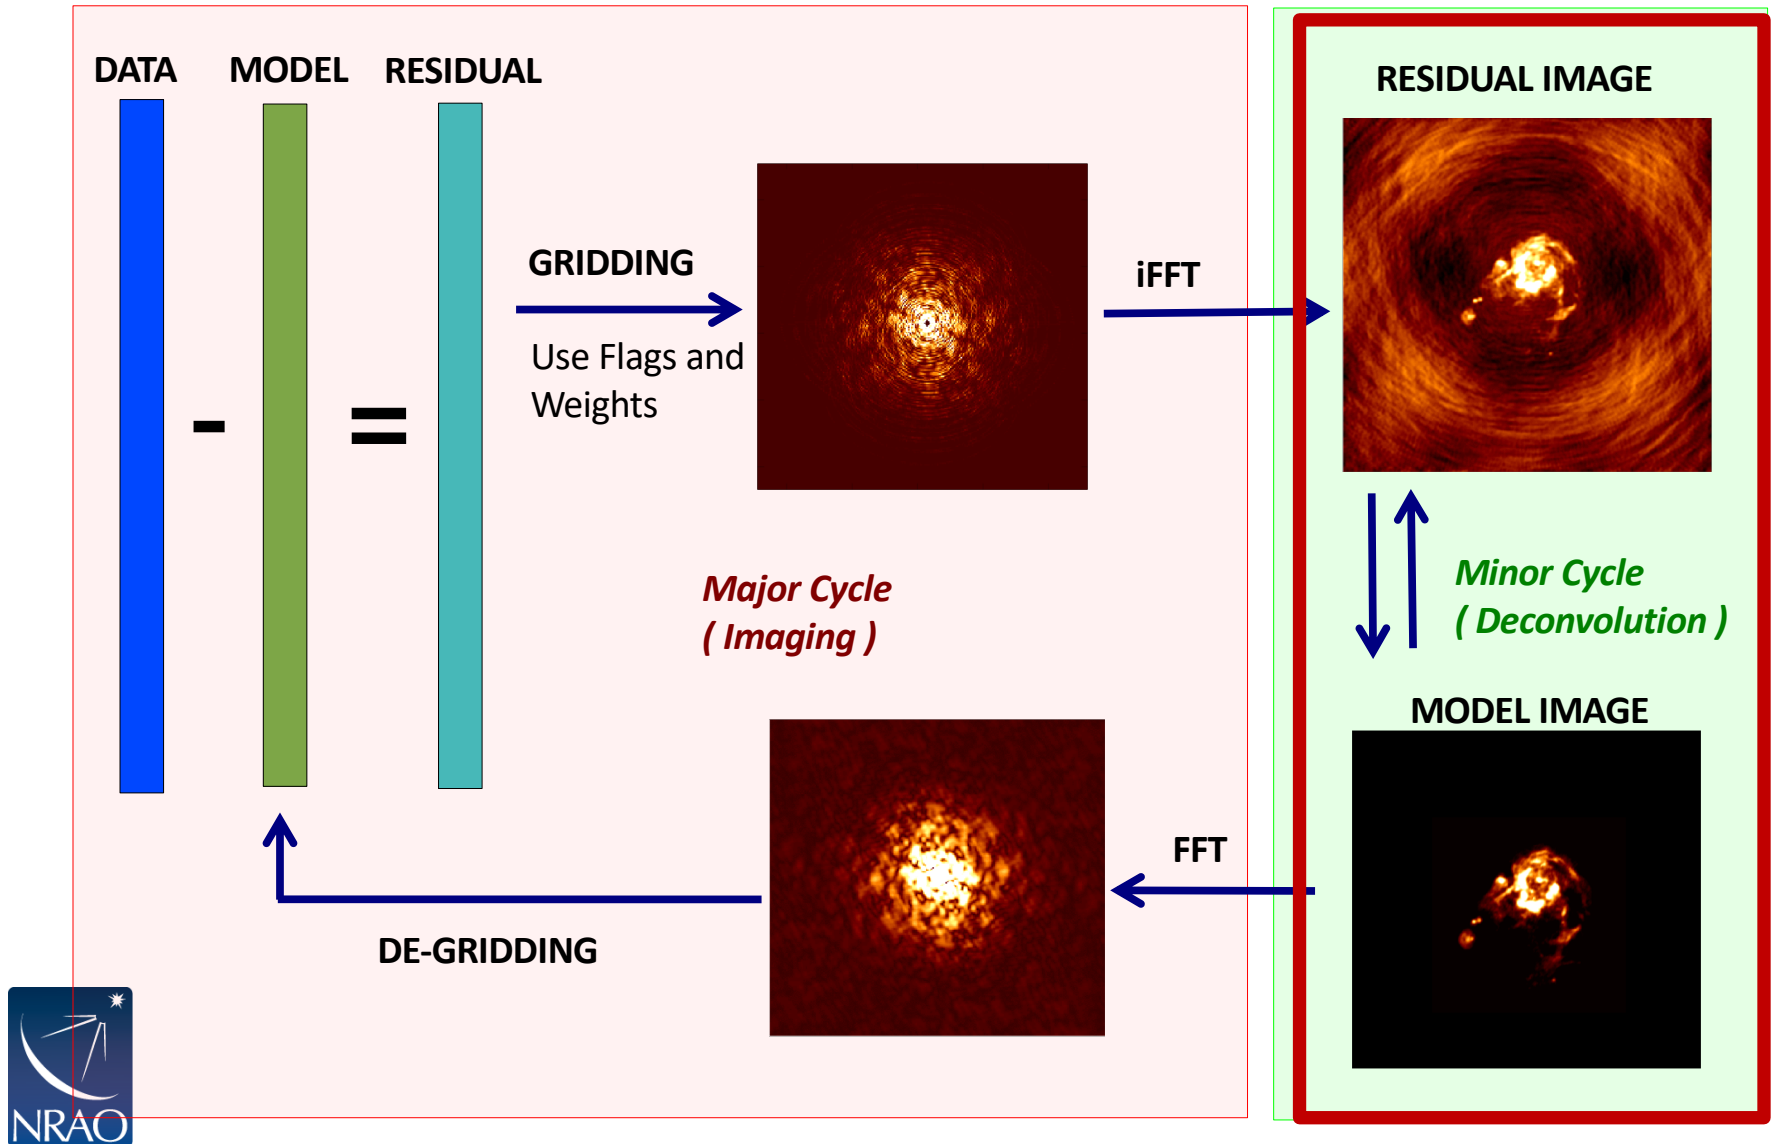 DATA
MODEL
RESIDUAL
-
=
GRIDDING
Use Flags and
Weights
iFFT
RESIDUAL IMAGE
Major Cycle
( Imaging )
Minor Cycle
( Deconvolution )
MODEL IMAGE
FFT
DE-GRIDDING
NRAO